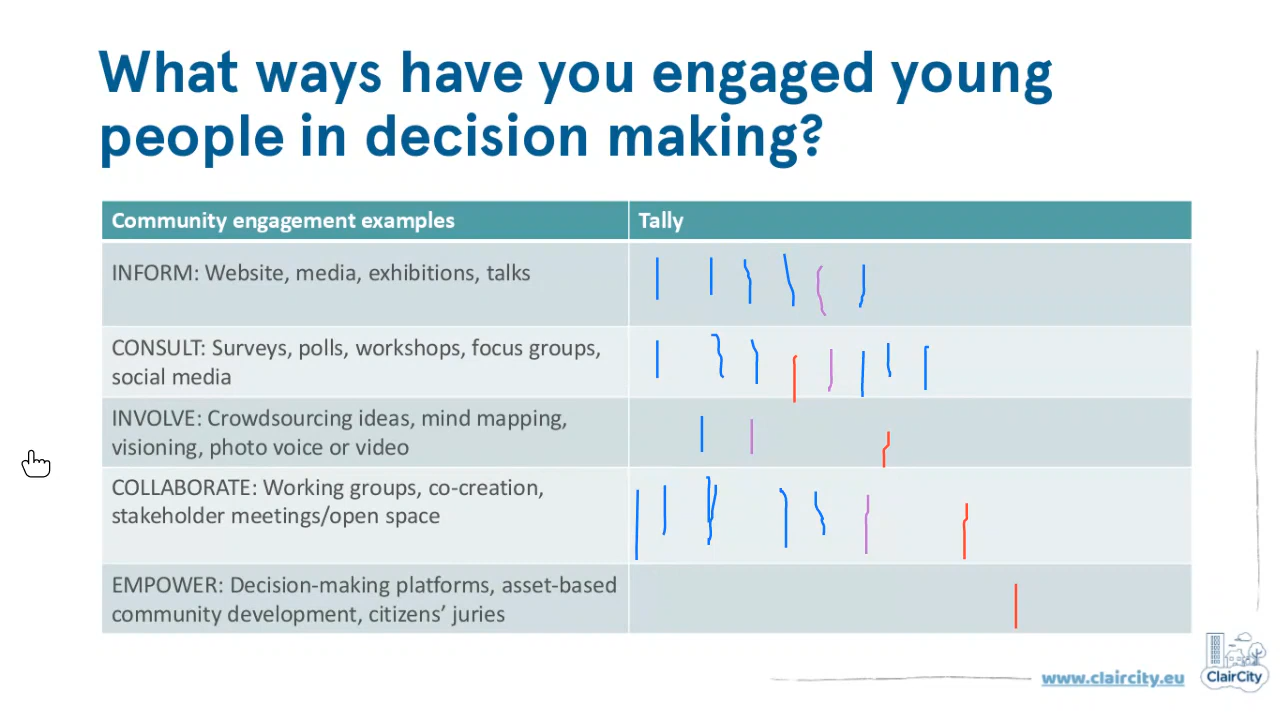 What ways have you engaged young
people in decision making?
Community engagement examples
Tally
INFORM: Website, media, exhibitions, talks
CONSULT: Surveys, polls, workshops, focus groups,
social media
INVOLVE: Crowdsourcing ideas, mind mapping,
visioning, photo voice or video
COLLABORATE: Working groups, co-creation,
stakeholder meetings/open space
EMPOWER: Decision-making platforms, asset-based
community development, citizens’ juries
www.claircity.eu
ClairCity